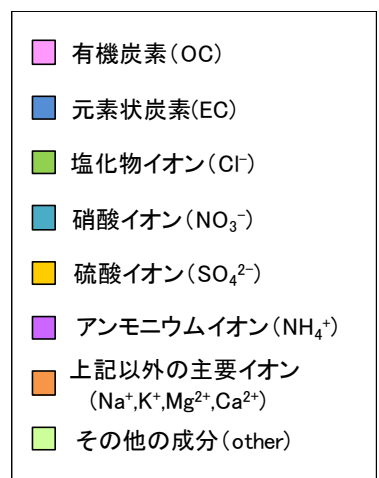 有機炭素(OC)
元素状炭素(EC)
塩化物イオン(Cl⁻)
硝酸イオン(NO₃⁻)
硫酸イオン(SO₄²⁻)
アンモニウムイオン(NH₄⁺)
上記以外の主要イオン
(Na⁺,K⁺,Mg²⁺,Ca²⁺)
その他の成分(other)